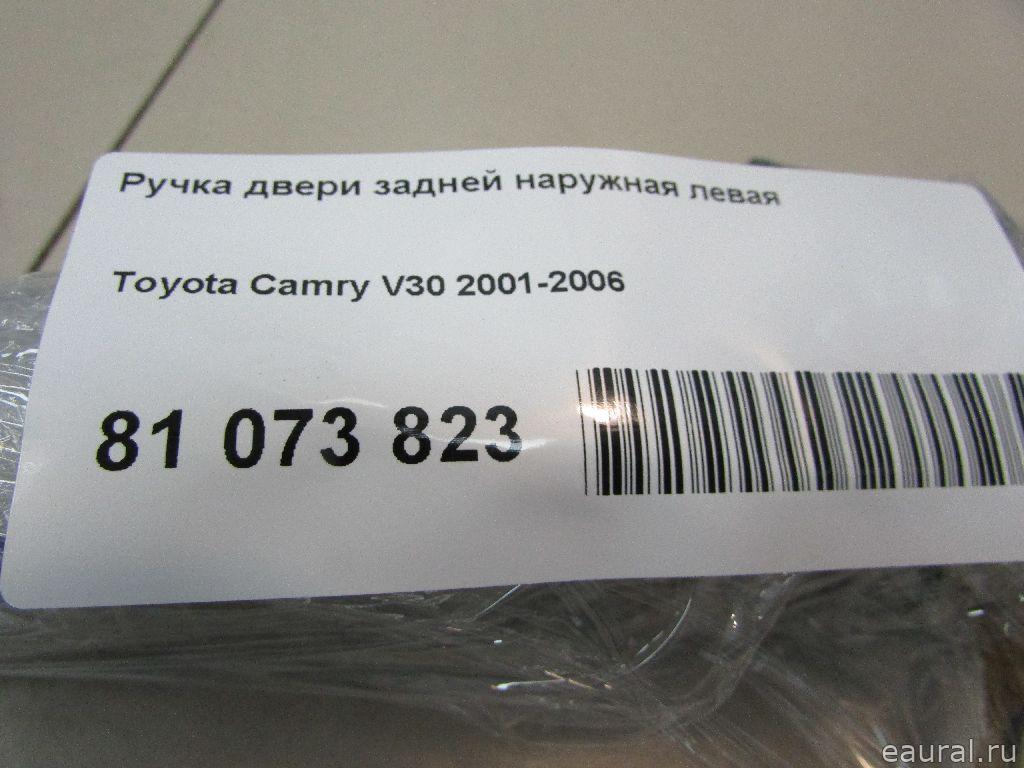 Ручка двери задней наружная левая
Toyota Camry V30 2001-2006
81 073 823
eaural.ru